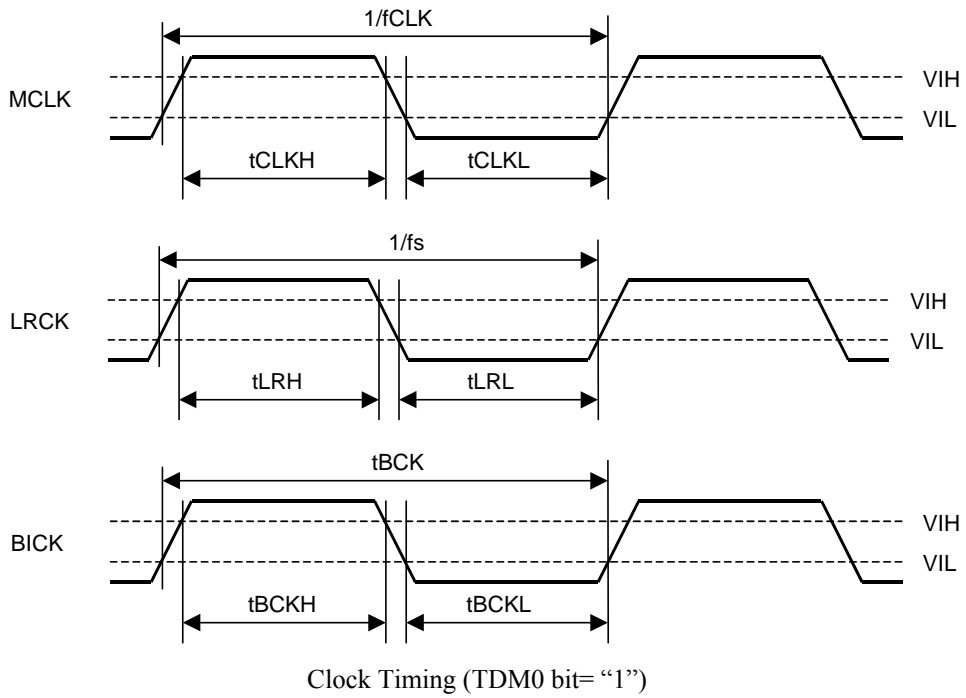 1/fCLK
VIH
MCLK
VIL
tCLKH tCLKL
1/fs
VIH
LRCK
VIL
tLRH tLRL
tBCK
VIH
BICK
VIL
tBCKH tBCKL
Clock Timing (TDM0 bit= “1”)